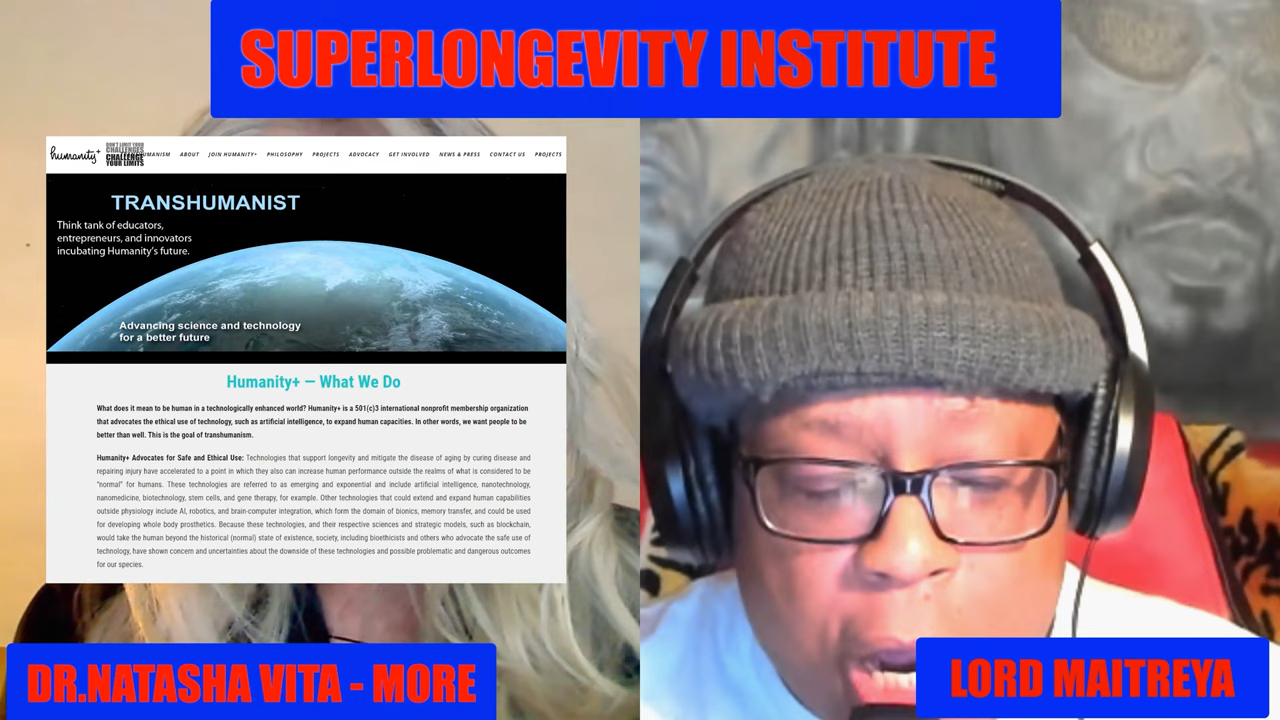 SUPERLONGEVITY INSTITUTE
humanity+
DON'T LIMIT YOUR
CHALLENGES
CHALLENGE
YOUR LIMITS
UMANISM ABOUT JOIN HUMANITY+ PHILOSOPHY PROJECTS ADVOCACY GET INVOLVED NEWS & PRESS CONTACT US PROJECTS
TRANSHUMANIST
Think tank of educators,
entrepreneurs, and innovators
incubating Humanity's future.
Advancing science and technology
for a better future
Humanity+ – What We Do
What does it mean to be human in a technologically enhanced world? Humanity+ is a 501(c)3 international nonprofit membership organization
that advocates the ethical use of technology, such as artificial intelligence, to expand human capacities. In other words, we want people to be
better than well. This is the goal of transhumanism.
Humanity+ Advocates for Safe and Ethical Use: Technologies that support longevity and mitigate the disease of aging by curing disease and
repairing injury have accelerated to a point in which they also can increase human performance outside the realms of what is considered to be
"normal" for humans. These technologies are referred to as emerging and exponential and include artificial intelligence, nanotechnology,
nanomedicine, biotechnology, stem cells, and gene therapy, for example. Other technologies that could extend and expand human capabilities
outside physiology include AI, robotics, and brain-computer integration, which form the domain of bionics, memory transfer, and could be used
for developing whole body prosthetics. Because these technologies, and their respective sciences and strategic models, such as blockchain,
would take the human beyond the historical (normal) state of existence, society, including bioethicists and others who advocate the safe use of
technology, have shown concern and uncertainties about the downside of these technologies and possible problematic and dangerous outcomes
for our species.
DR.NATASHA VITA - MORE
LORD MAITREYA